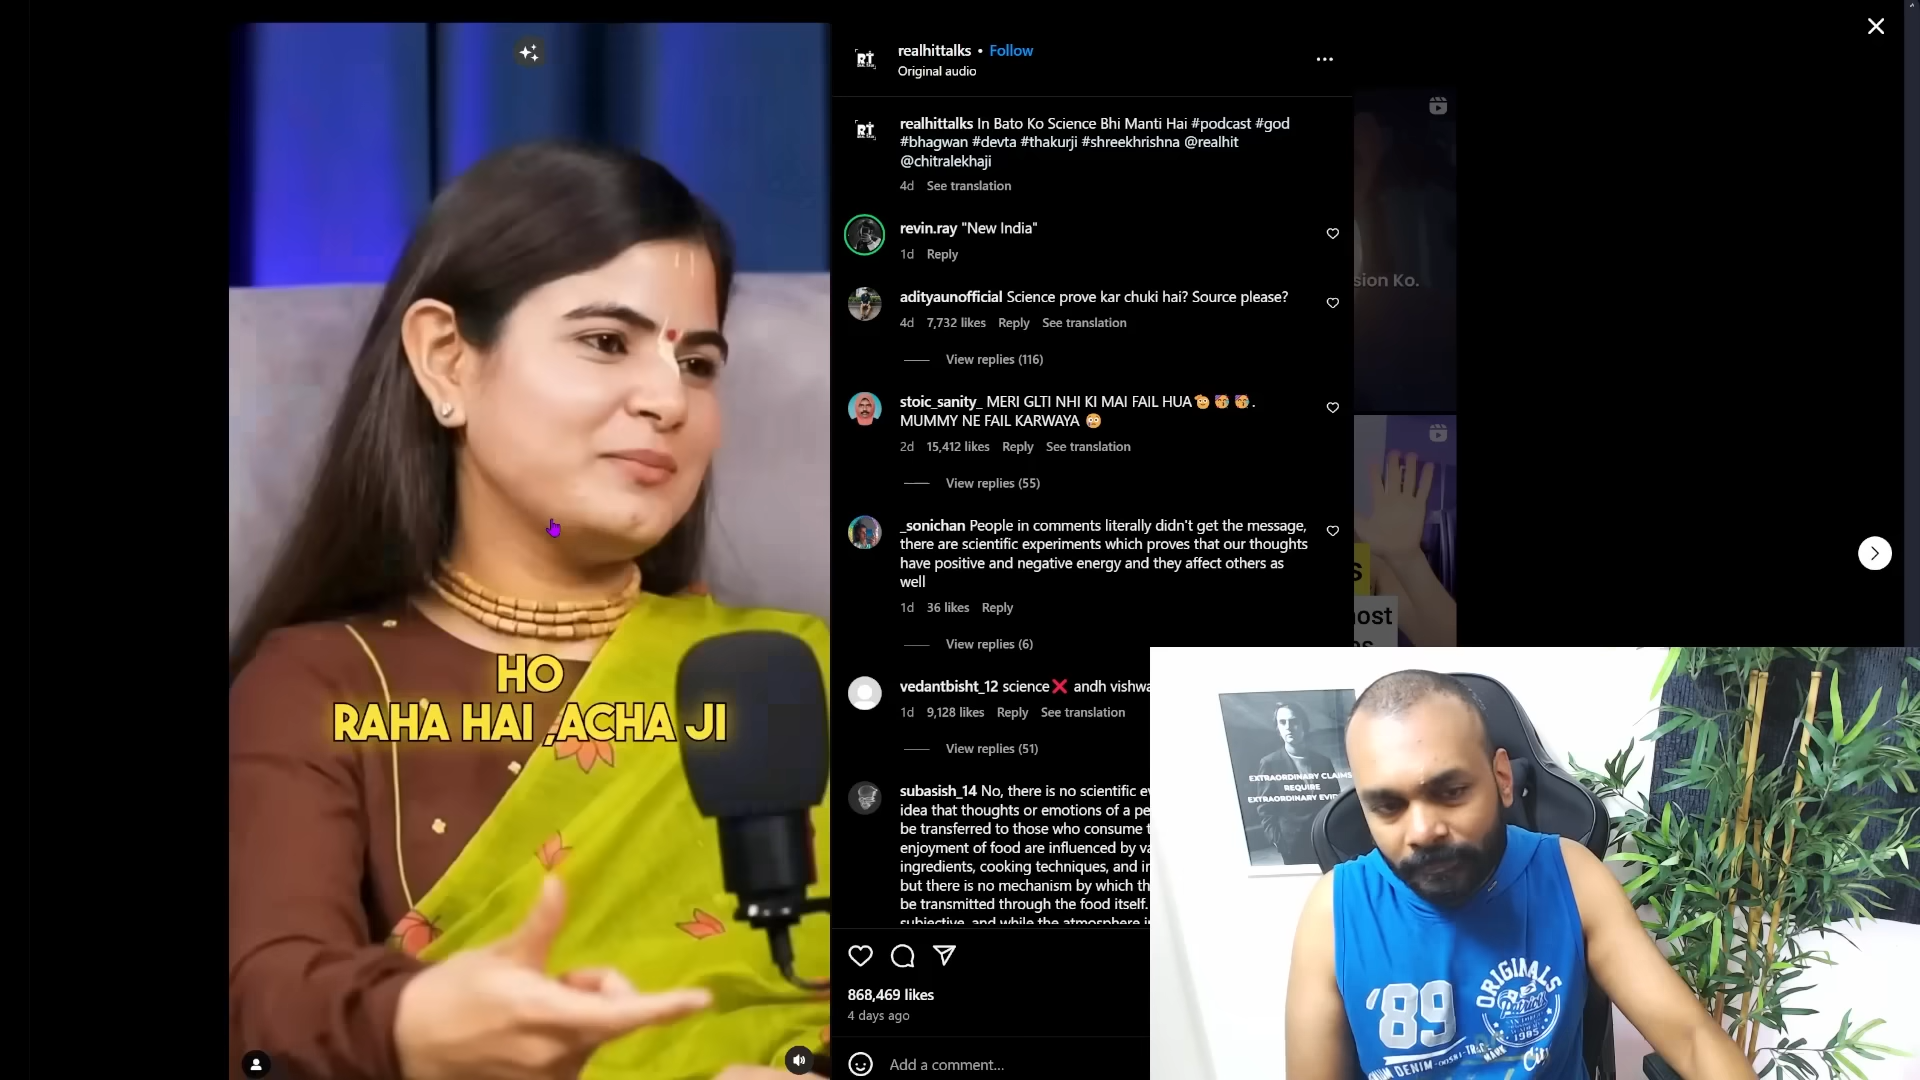 realhittalks • Follow
Original audio
realhittalks In Bato Ko Science Bhi Manti Hai #podcast #god
#bhagwan #devta #thakurji #shreekrishna @realhit
@chitralekhaji
4d See translation
revin.ray "New India"
1d Reply
adityaunofficial Science prove kar chuki hai? Source please?
4d 7,732 likes Reply See translation
View replies (116)
stoic_sanity_ MERI GLTI NHI KI MAI FAIL HUA
MUMMY NE FAIL KARWAYA
2d 15,412 likes Reply See translation
View replies (55)
_sonichan People in comments literally didn't get the message,
there are scientific experiments which proves that our thoughts
have positive and negative energy and they affect others as
well
1d 36 likes Reply
View replies (6)
vedantbisht_12 science❌ andh vishwa
1d 9,128 likes Reply See translation
View replies (51)
subasish_14 No, there is no scientific
idea that thoughts or emotions of a
be transferred to those who consume
enjoyment of food are influenced by
ingredients, cooking techniques, and
but there is no mechanism by which
be transmitted through the food itself.
subjective, and while the atmosphere
868,469 likes
4 days ago
Add a comment...
HO
RAHA HAI ,ACHA JI
RT
sion Ko.
ost
EXTRAORDINARY CLAIMS
REQUIRE
EXTRAORDINARY
'89
ORIGINALS
1985
DENIM